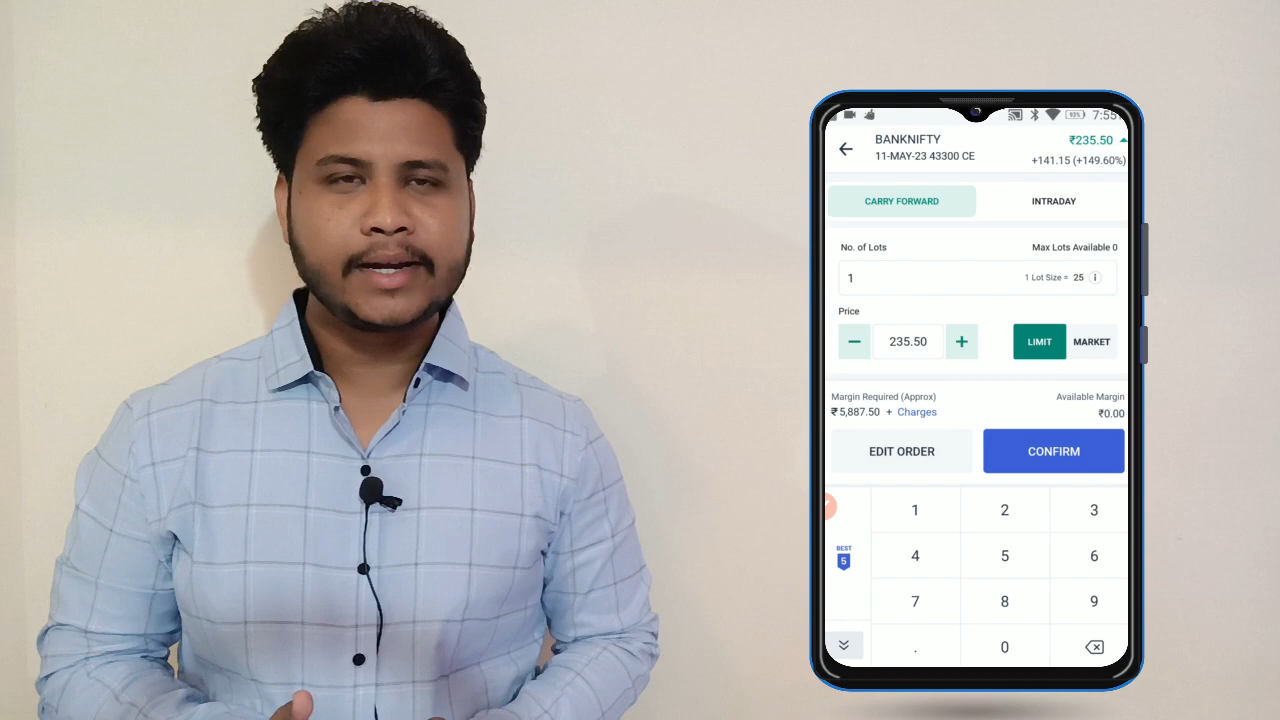 93% 7:55
BANKNIFTY
₹235.50
11-MAY-23 43300 CE
+141.15 (+149.60%)
CARRY FORWARD INTRADAY
No. of Lots Max Lots Available 0
1 1 Lot Size = 25 i
Price
− 235.50 + LIMIT MARKET
Margin Required (Approx) Available Margin
₹5,887.50 + Charges ₹0.00
EDIT ORDER CONFIRM
1 2 3
BEST
5
4 5 6
7 8 9
. 0